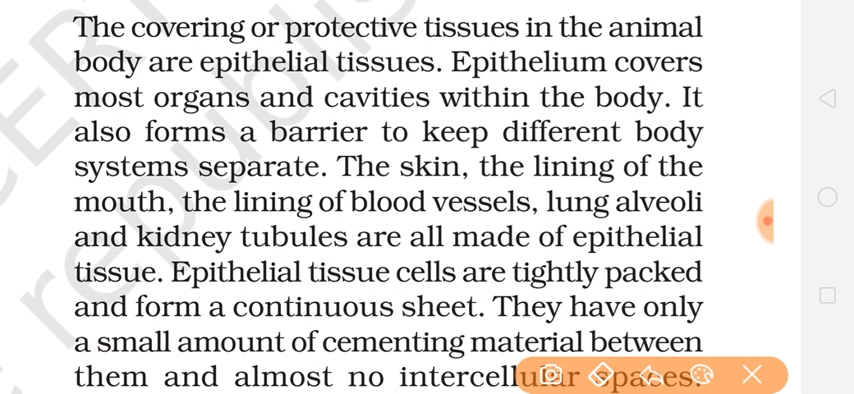 The covering or protective tissues in the animal
body are epithelial tissues. Epithelium covers
most organs and cavities within the body. It
also forms a barrier to keep different body
systems separate. The skin, the lining of the
mouth, the lining of blood vessels, lung alveoli
and kidney tubules are all made of epithelial
tissue. Epithelial tissue cells are tightly packed
and form a continuous sheet. They have only
a small amount of cementing material between
them and almost no intercellular spaces.